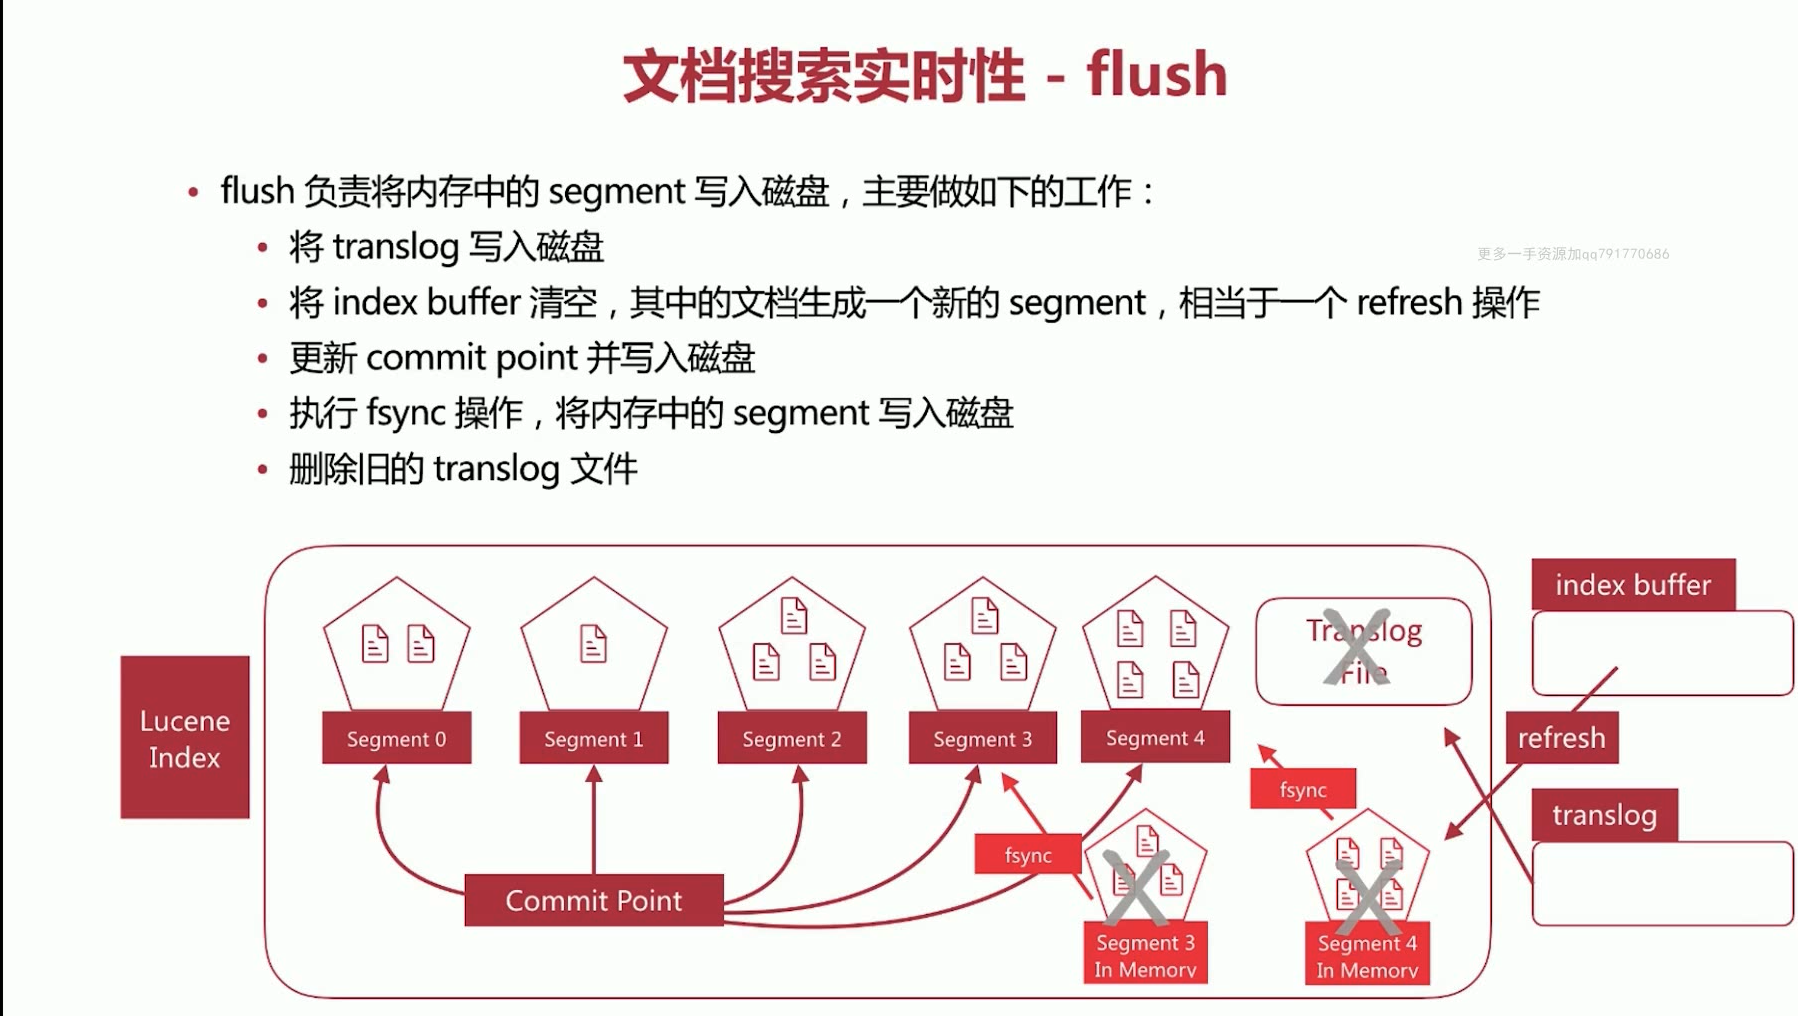 文档搜索实时性 - flush
• flush 负责将内存中的 segment 写入磁盘，主要做如下的工作：
• 将 translog 写入磁盘
更多一手资源加qq791770686
• 将 index buffer 清空，其中的文档生成一个新的 segment，相当于一个 refresh 操作
• 更新 commit point 并写入磁盘
• 执行 fsync 操作，将内存中的 segment 写入磁盘
• 删除旧的 translog 文件
Lucene
Index
Segment 0
Segment 1
Segment 2
Segment 3
Segment 4
Translog
File
index buffer
refresh
translog
fsync
fsync
Commit Point
Segment 3
In Memory
Segment 4
In Memory